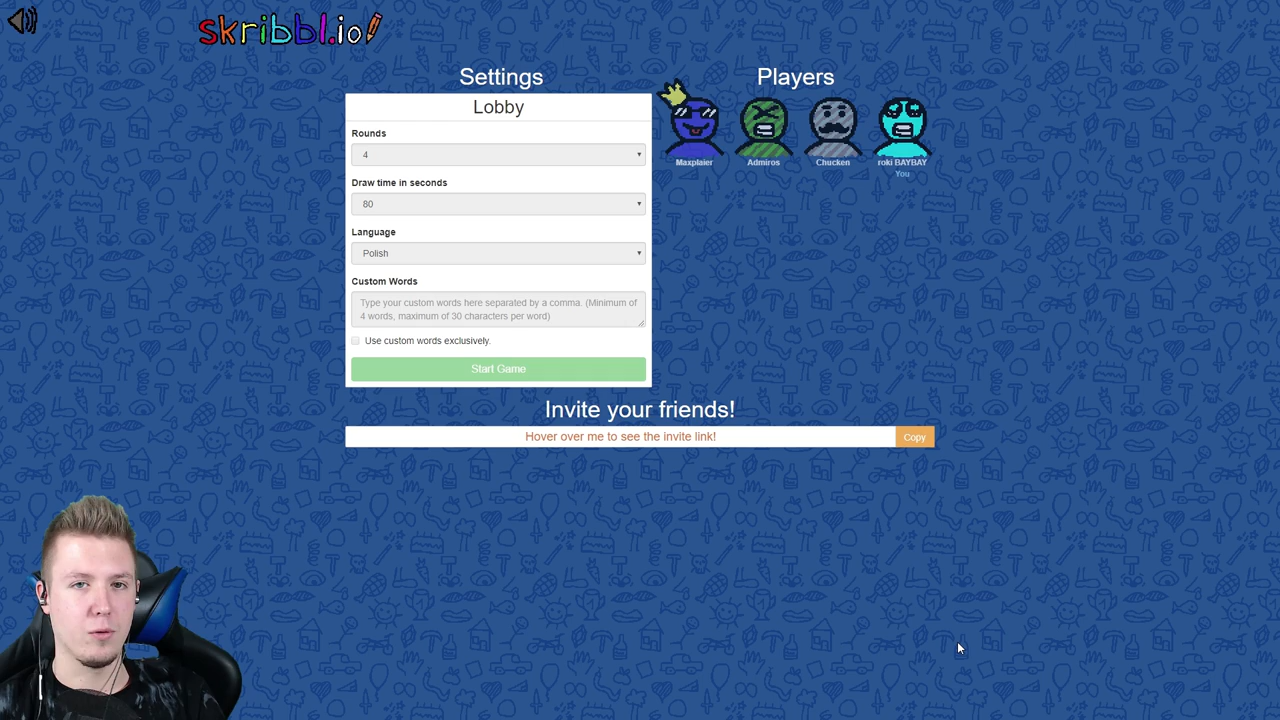 skribbl.io
Settings
Players
Lobby
Rounds
4
Draw time in seconds
80
Language
Polish
Custom Words
Type your custom words here separated by a comma. (Minimum of
4 words, maximum of 30 characters per word)
Use custom words exclusively.
Start Game
Maxplaier
Admiros
Chucken
roki BAYBAY
You
Invite your friends!
Hover over me to see the invite link!
Copy